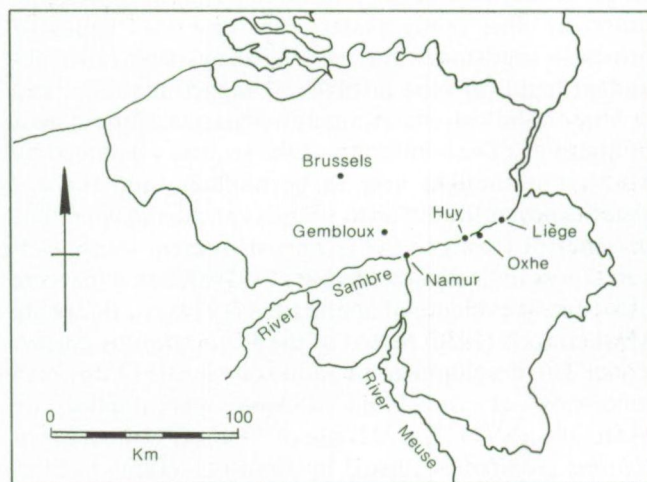 Brussels
Gembloux
Huy
Liège
Oxhe
Namur
River Sambre
River Meuse
0 100
Km